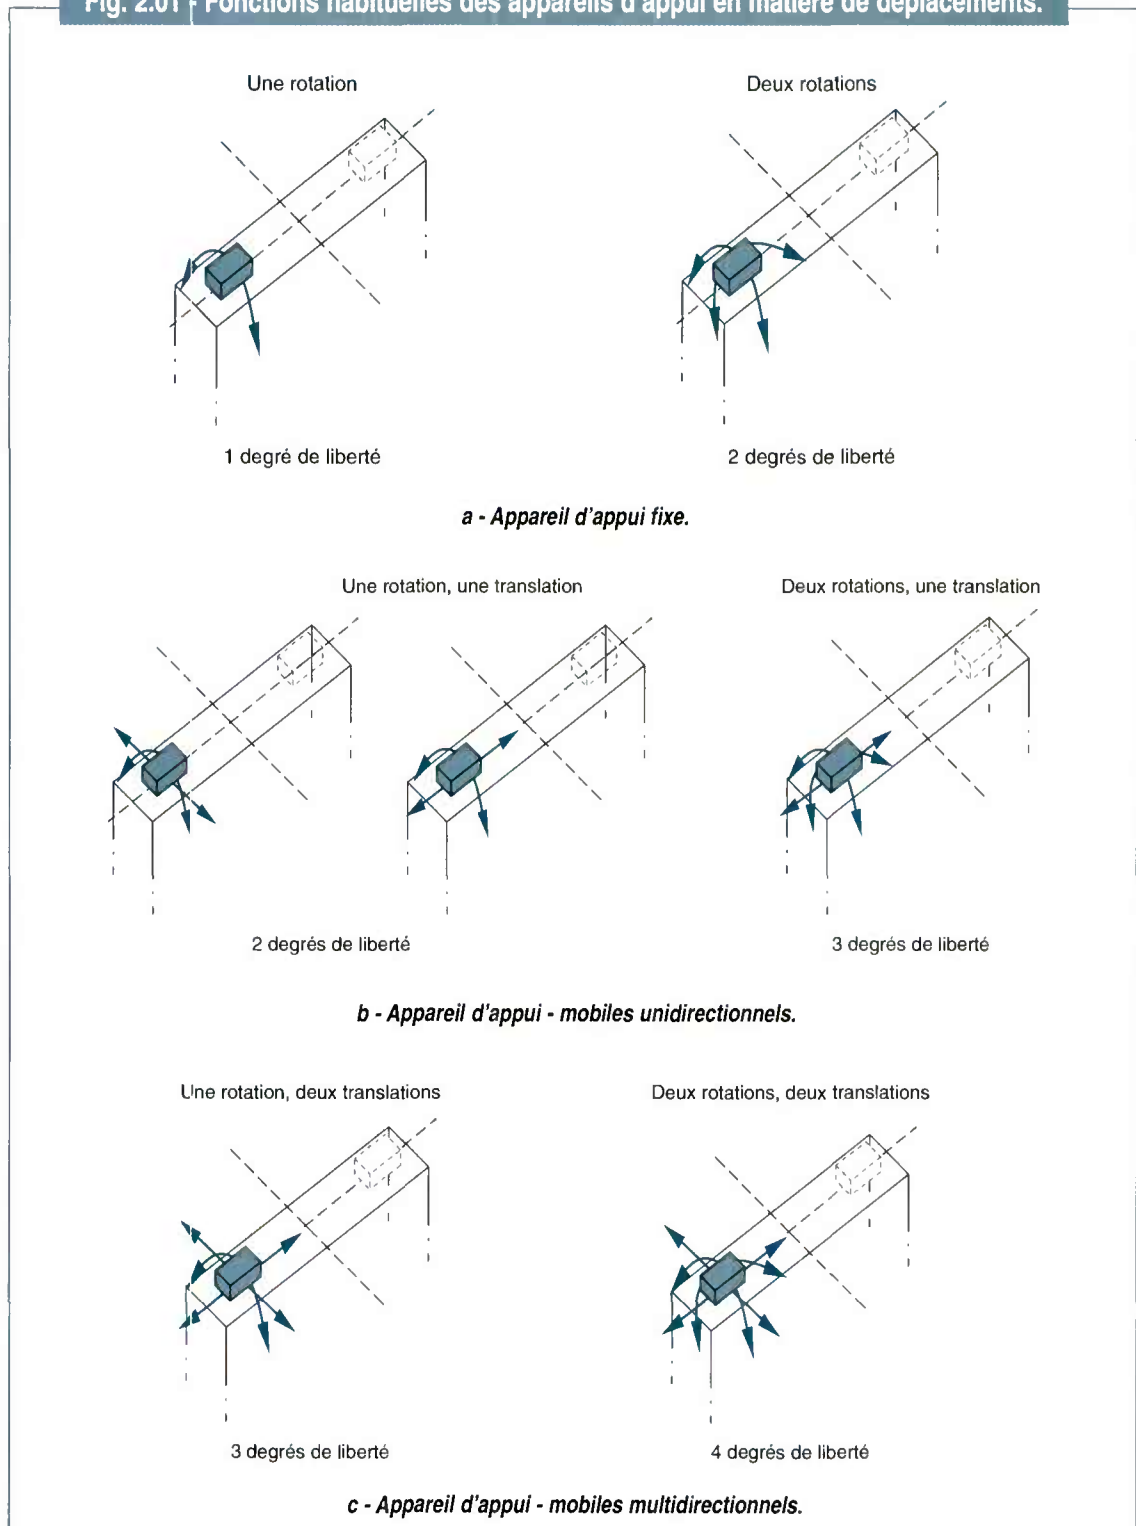 Fig. 2.01 - Fonctions habituelles des appareils d'appui en matière de déplacements.
Une rotation
Deux rotations
1 degré de liberté
2 degrés de liberté
a - Appareil d'appui fixe.
Une rotation, une translation
Deux rotations, une translation
2 degrés de liberté
3 degrés de liberté
b - Appareil d'appui - mobiles unidirectionnels.
Une rotation, deux translations
Deux rotations, deux translations
3 degrés de liberté
4 degrés de liberté
c - Appareil d'appui - mobiles multidirectionnels.